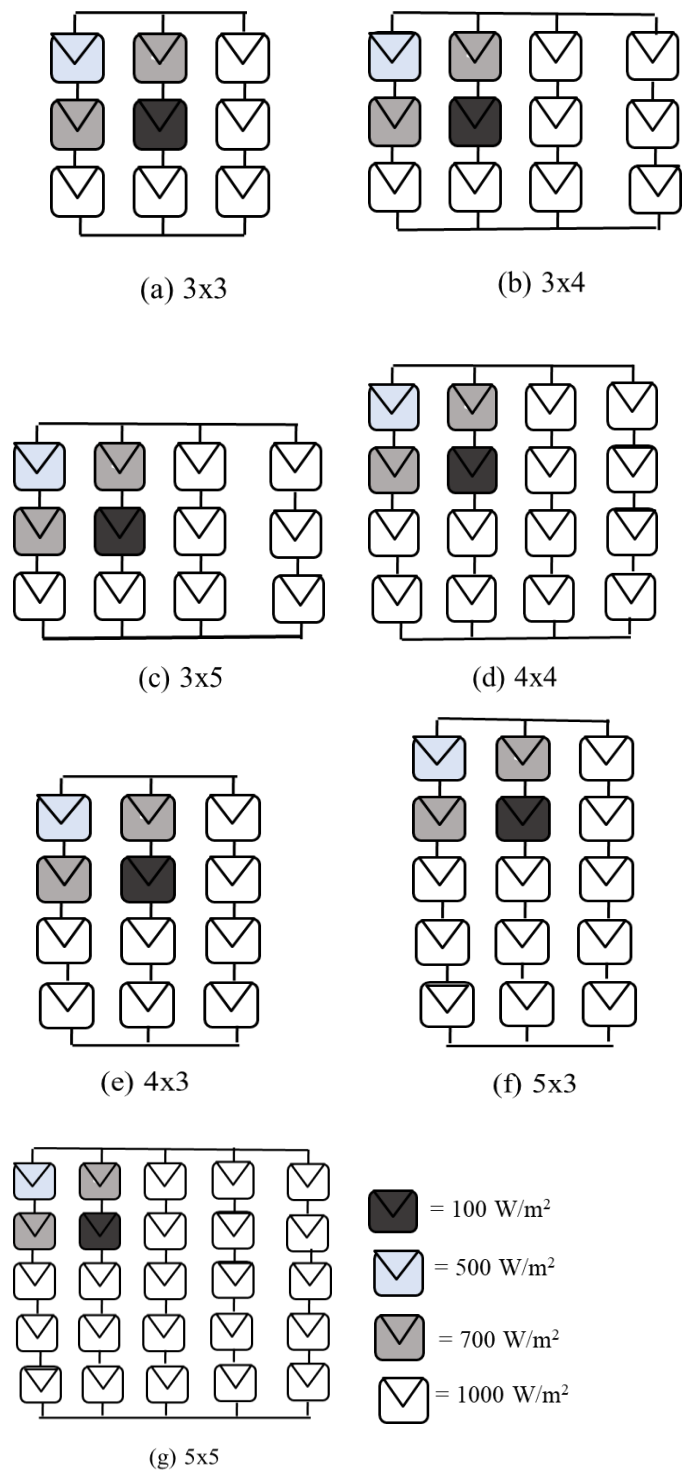 (a) 3x3
(b) 3x4
(c) 3x5
(d) 4x4
(e) 4x3
(f) 5x3
= 100 W/m²
= 500 W/m²
= 700 W/m²
= 1000 W/m²
(g) 5x5